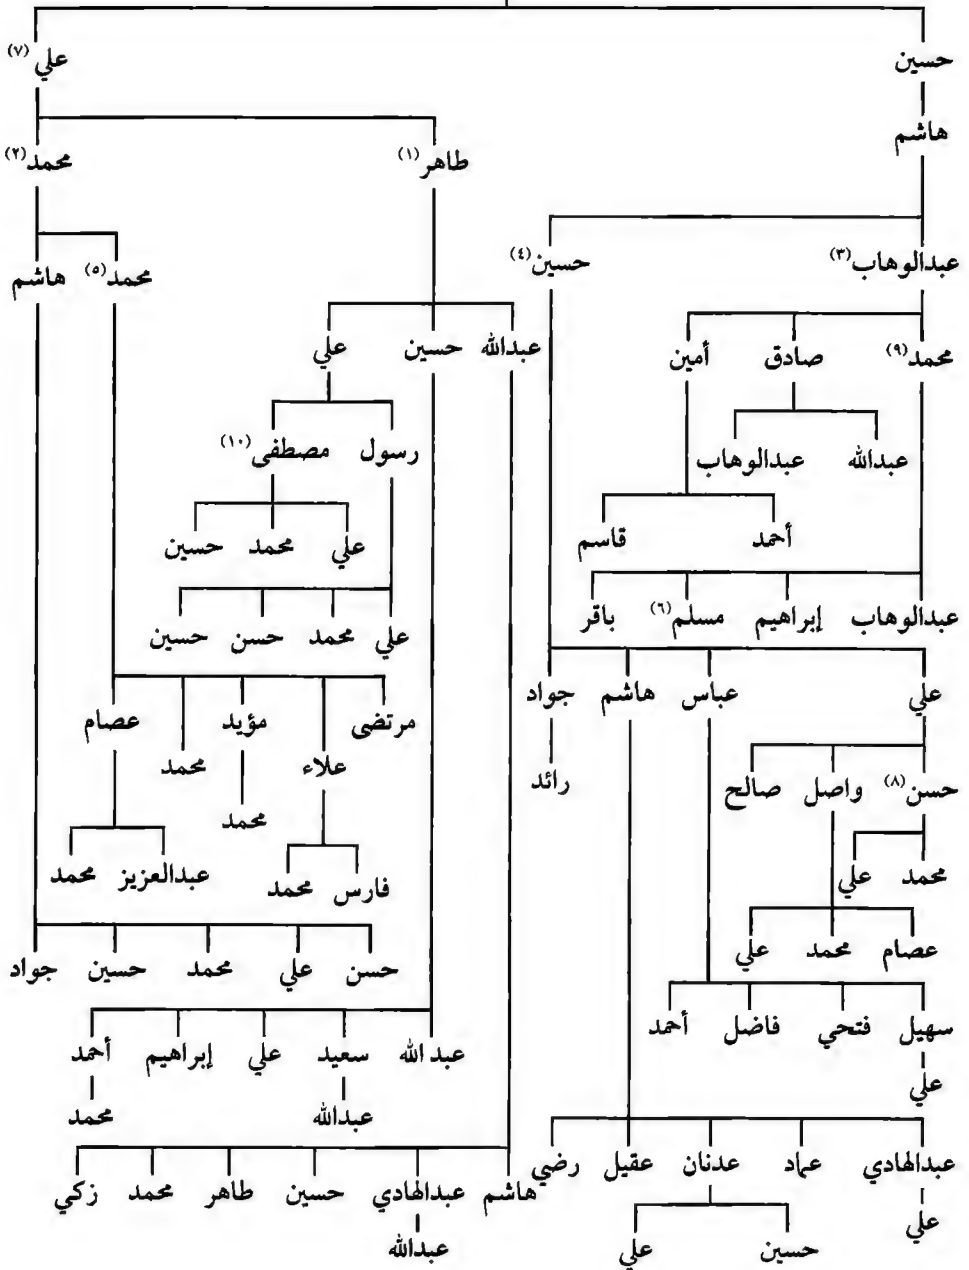 حسين علي (٧)
هاشم
طاهر (١) محمد (٢)
عبدالوهاب (٣) حسين (٤) محمد (٥) هاشم
محمد (٩) صادق أمين عبدالله حسين علي
عبدالله عبدالوهاب رسول مصطفى (١٠)
أحمد قاسم علي محمد حسين
عبدالوهاب إبراهيم مسلم (٦) باقر علي محمد حسن حسين
علي عباس هاشم جواد مرتضى مؤيد عصام
علاء محمد
حسن (٨) واصل صالح رائد
محمد
محمد علي فارس محمد عبدالعزيز محمد
عصام محمد علي حسن علي محمد حسين جواد
سهيل فتحي فاضل أحمد عبد الله سعيد علي إبراهيم أحمد
علي عبدالله محمد
عبدالهادي عماد عدنان عقيل رضي هاشم عبدالهادي حسين طاهر محمد زكي
علي
حسين علي عبدالله